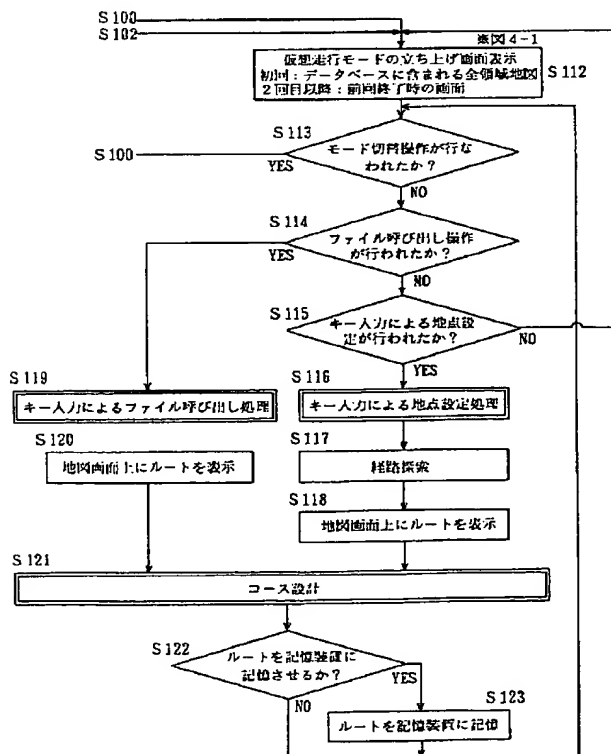 S100
S102
※図4-1
仮想走行モードの立ち上げ画面表示
初回:データベースに含まれる全領域地図
2回目以降:前回終了時の画面
S112
S113
モード切替操作が行な
われたか?
S100
YES
NO
S114
ファイル呼び出し操作
が行われたか?
YES
NO
S115
キー入力による地点設
定が行われたか?
NO
YES
S119
キー入力によるファイル呼び出し処理
S116
キー入力による地点設定処理
S120
地図画面上にルートを表示
S117
経路探索
S118
地図画面上にルートを表示
S121
コース設計
S122
ルートを記憶装置に
記憶させるか?
YES
NO
S123
ルートを記憶装置に記憶